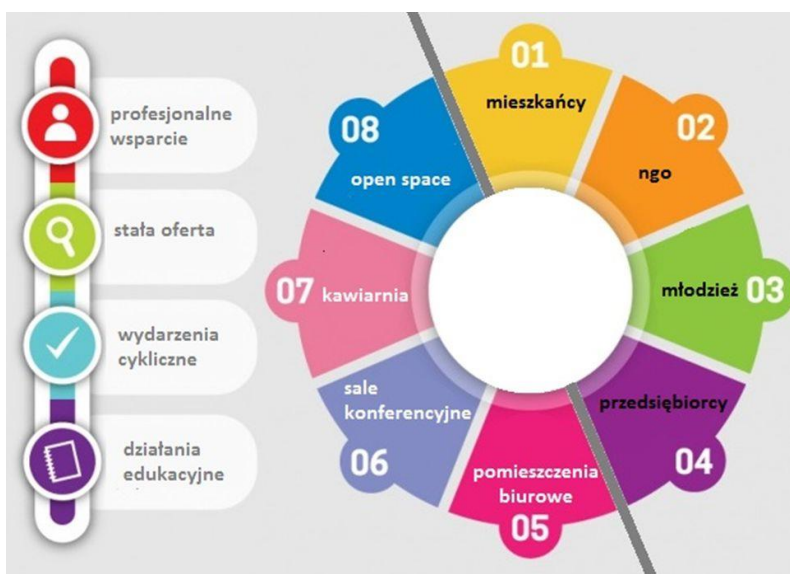 profesjonalne
wsparcie
stała oferta
wydarzenia
cykliczne
działania
edukacyjne
01
mieszkańcy
02
ngo
młodzież 03
przedsiębiorcy
04
pomieszczenia
biurowe
05
sale
konferencyjne
06
07 kawiarnia
08
open space